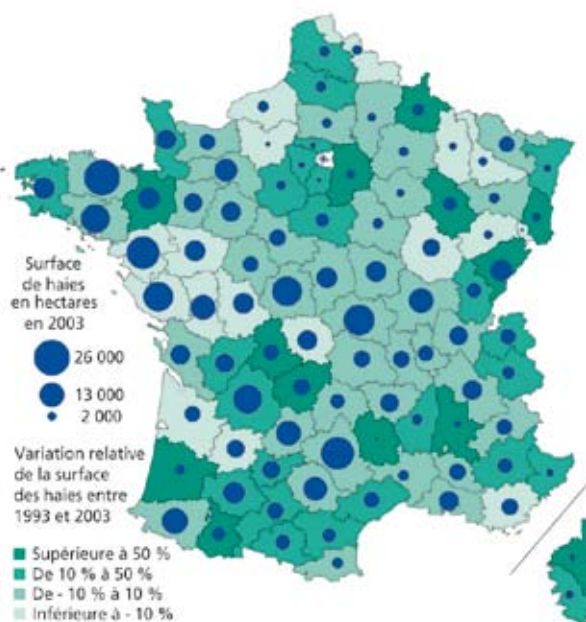 Surface
de haies
en hectares
en 2003
26 000
13 000
2 000
Variation relative
de la surface
des haies entre
1993 et 2003
Supérieure à 50 %
De 10 % à 50 %
De - 10 % à 10 %
Inférieure à - 10 %